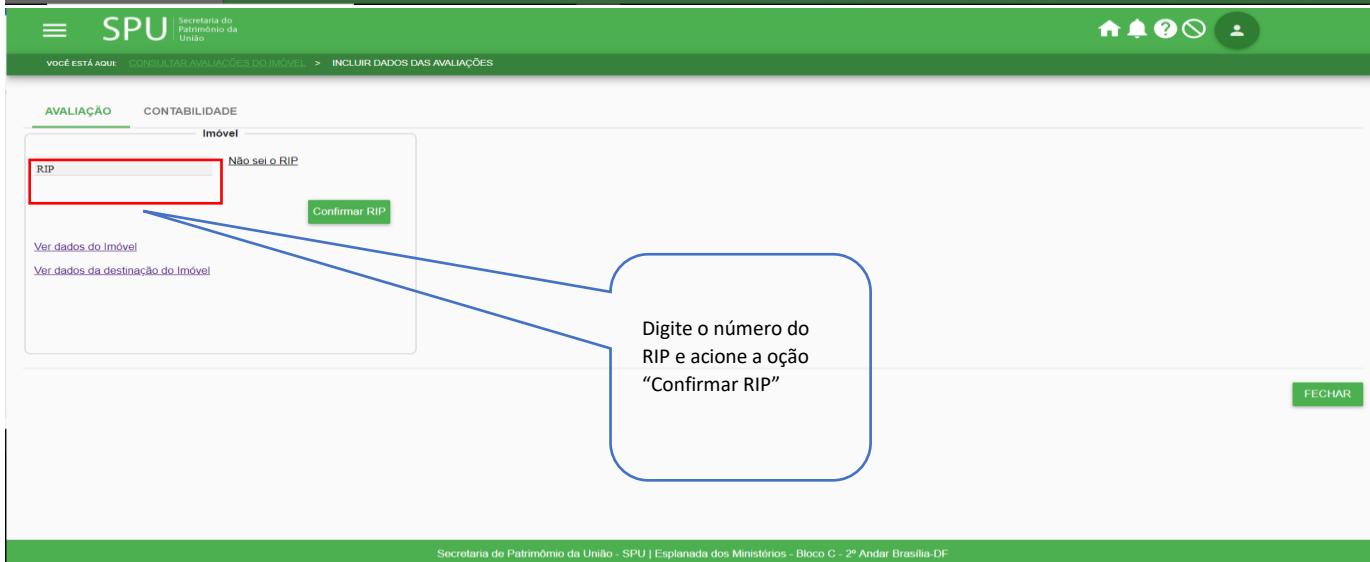 SPU
Secretaria do
Patrimônio da
União
VOCÊ ESTÁ AQUI: CONSULTAR AVALIAÇÕES DO IMÓVEL > INCLUIR DADOS DAS AVALIAÇÕES
AVALIAÇÃO CONTABILIDADE
Imóvel
RIP
Não sei o RIP
Confirmar RIP
Ver dados do Imóvel
Ver dados da destinação do Imóvel
Digite o número do
RIP e acione a oção
“Confirmar RIP”
FECHAR
Secretaria de Patrimômio da União - SPU | Esplanada dos Ministérios - Bloco C - 2º Andar Brasília-DF